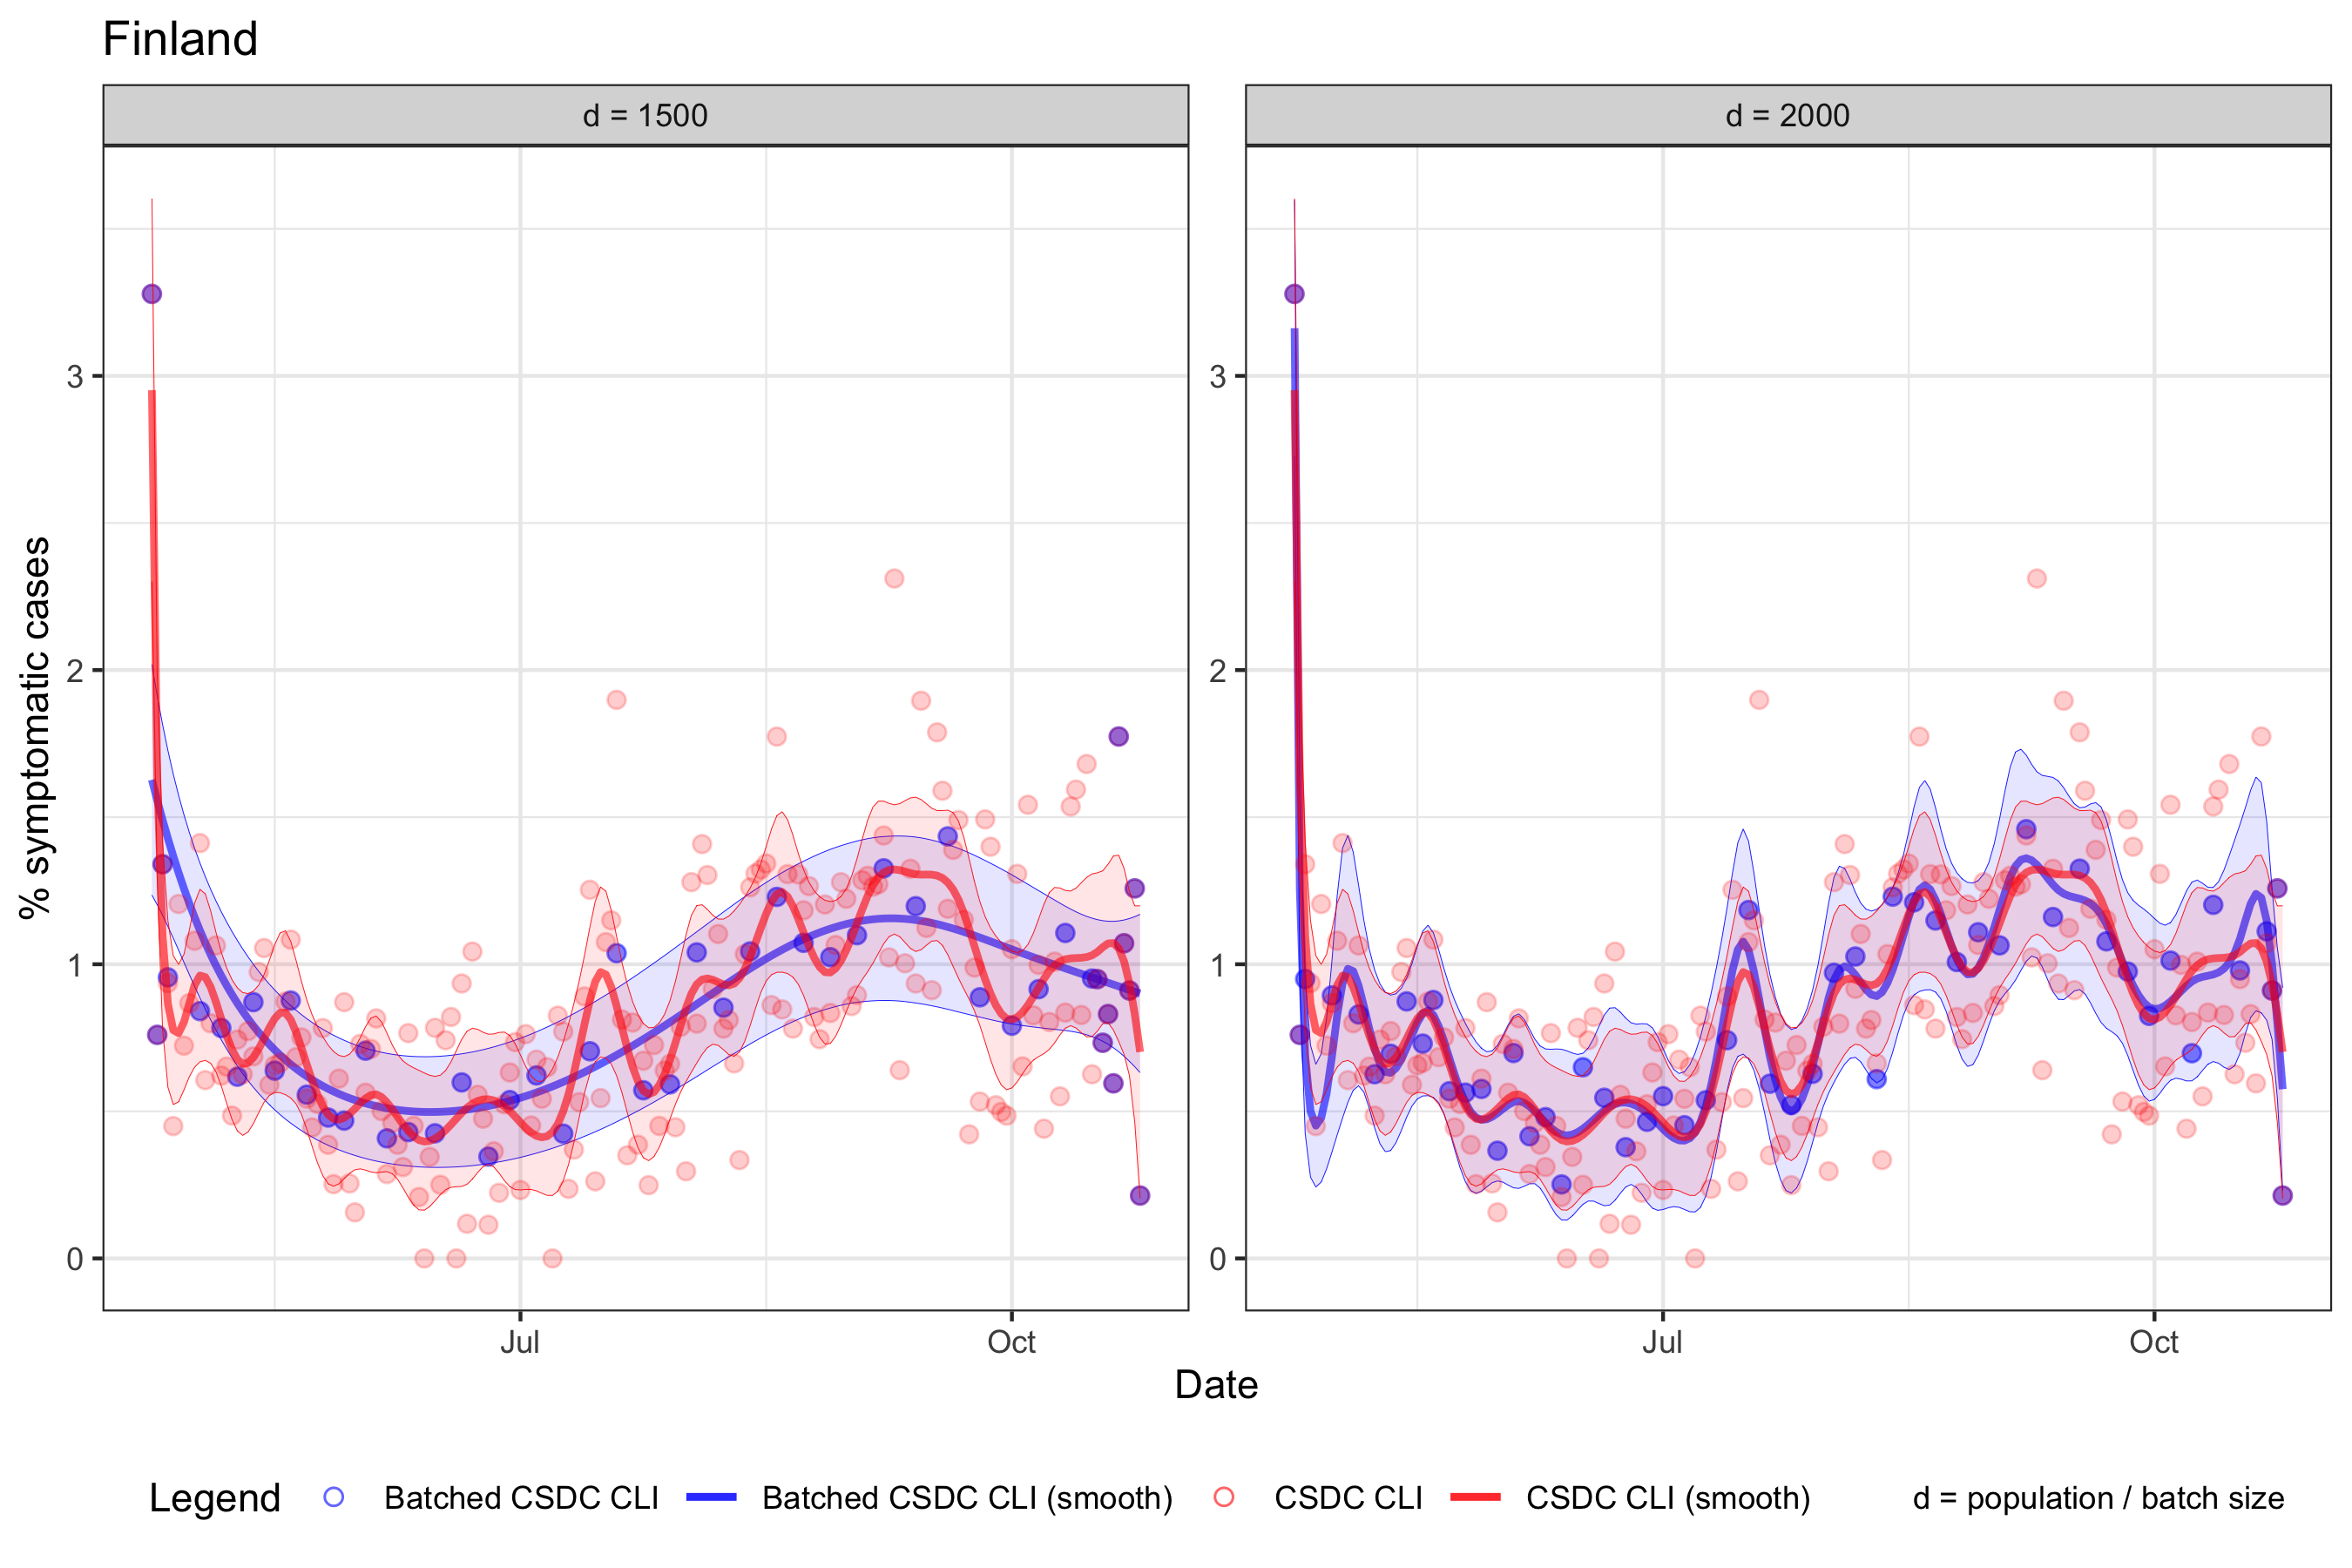 Finland
d = 1500
d = 2000
% symptomatic cases
3
2
1
0
3
2
1
0
Jul
Oct
Jul
Oct
Date
Legend
Batched CSDC CLI
Batched CSDC CLI (smooth)
CSDC CLI
CSDC CLI (smooth)
d = population / batch size